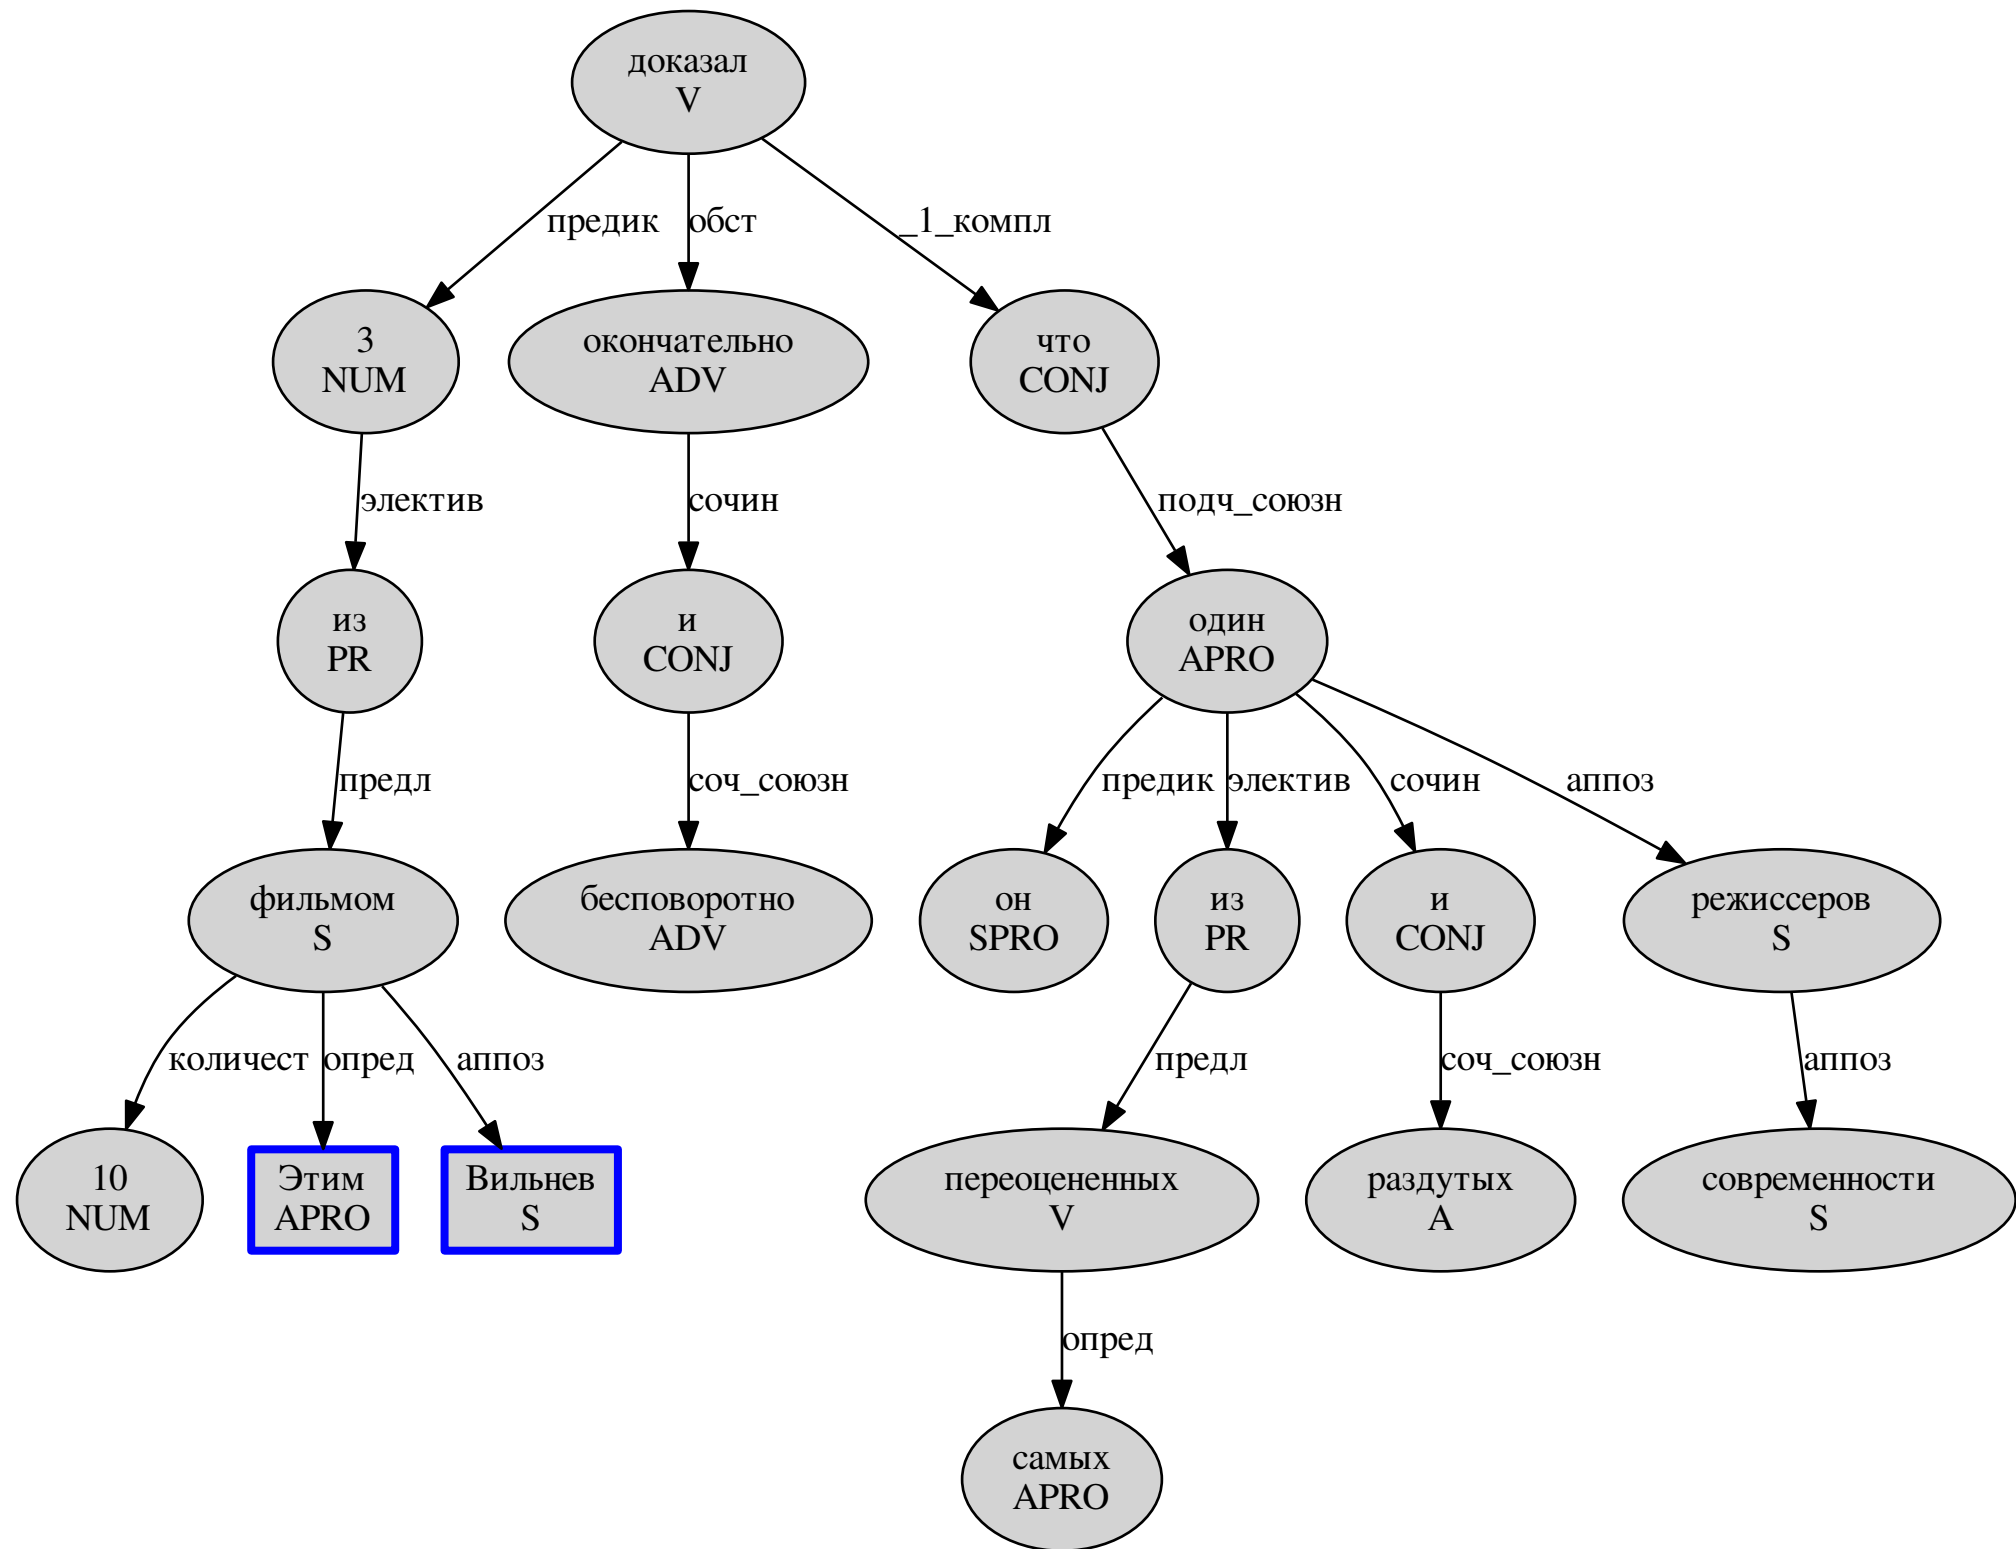 доказал
V
предик
обст
_1_компл
3
NUM
окончательно
ADV
что
CONJ
электив
сочин
подч_союзн
из
PR
и
CONJ
один
APRO
предл
соч_союзн
предик
электив
сочин
аппоз
фильмом
S
бесповоротно
ADV
он
SPRO
из
PR
и
CONJ
режиссеров
S
количест
опред
аппоз
предл
соч_союзн
аппоз
10
NUM
Этим
APRO
Вильнев
S
переоцененных
V
раздутых
A
современности
S
опред
самых
APRO